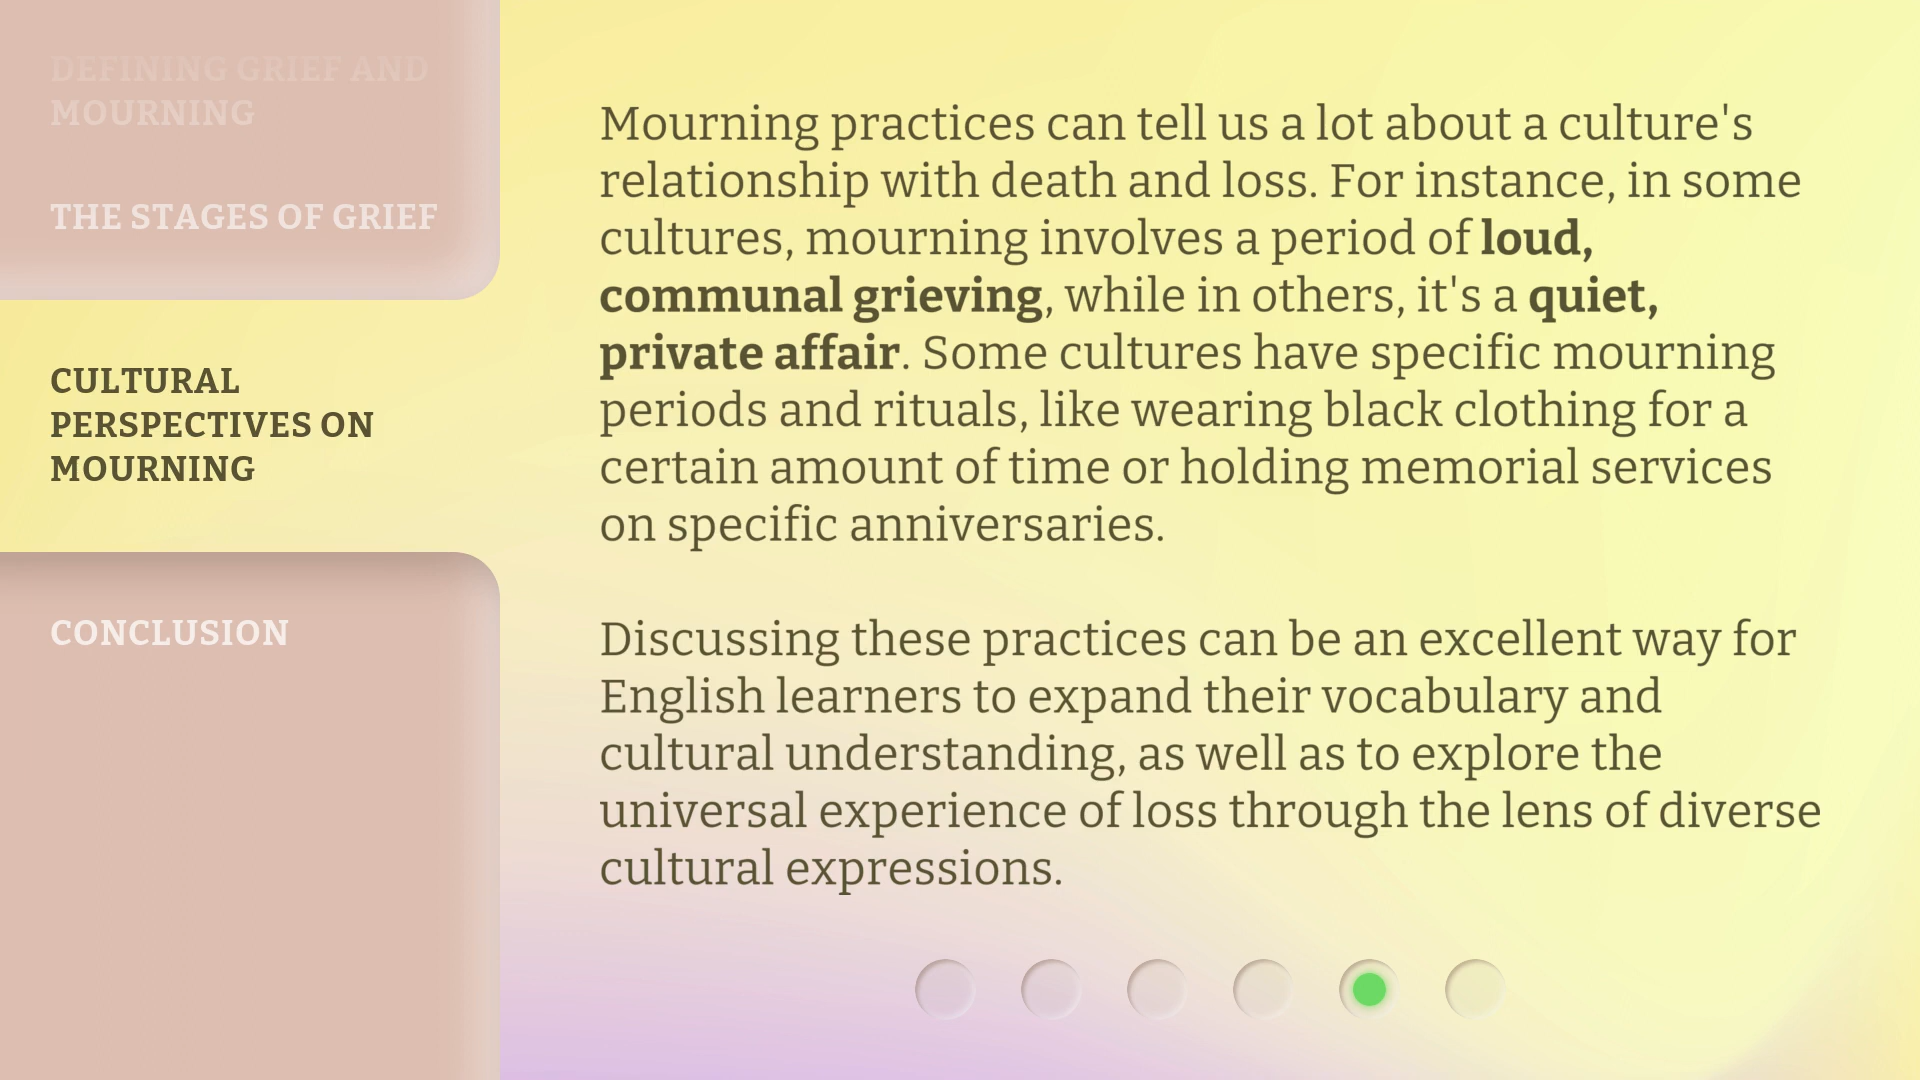 DEFINING GRIEF AND
MOURNING
THE STAGES OF GRIEF
CULTURAL
PERSPECTIVES ON
MOURNING
CONCLUSION
Mourning practices can tell us a lot about a culture's
relationship with death and loss. For instance, in some
cultures, mourning involves a period of loud,
communal grieving, while in others, it's a quiet,
private affair. Some cultures have specific mourning
periods and rituals, like wearing black clothing for a
certain amount of time or holding memorial services
on specific anniversaries.
Discussing these practices can be an excellent way for
English learners to expand their vocabulary and
cultural understanding, as well as to explore the
universal experience of loss through the lens of diverse
cultural expressions.